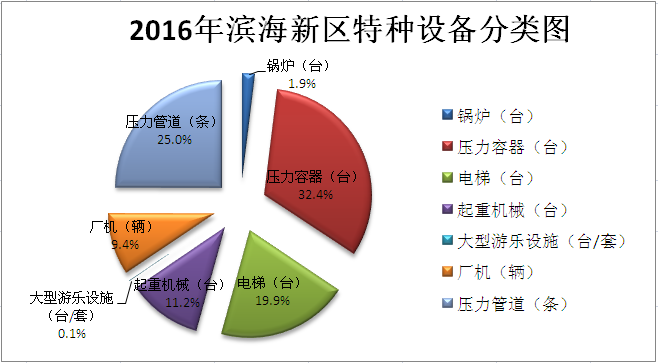 2016年滨海新区特种设备分类图
锅炉（台）
1.9%
压力容器（台）
32.4%
电梯（台）
19.9%
起重机械（台）
11.2%
大型游乐设施
（台/套）
0.1%
厂机（辆）
9.4%
压力管道（条）
25.0%
锅炉（台）
压力容器（台）
电梯（台）
起重机械（台）
大型游乐设施（台/套）
厂机（辆）
压力管道（条）